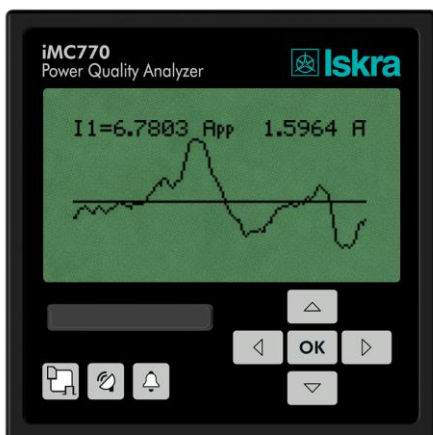 iMC770
Power Quality Analyzer
Iskra
I1=6.7803 App 1.5964 A
OK